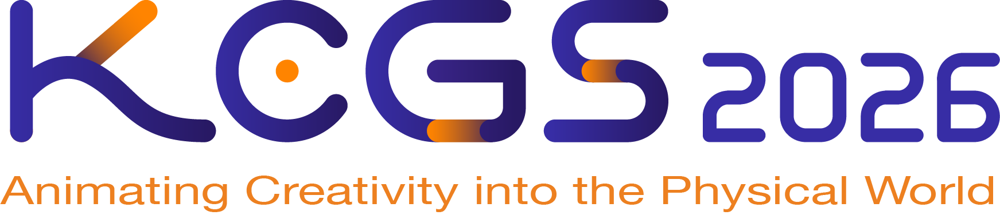 KCGS 2026
Animating Creativity into the Physical World